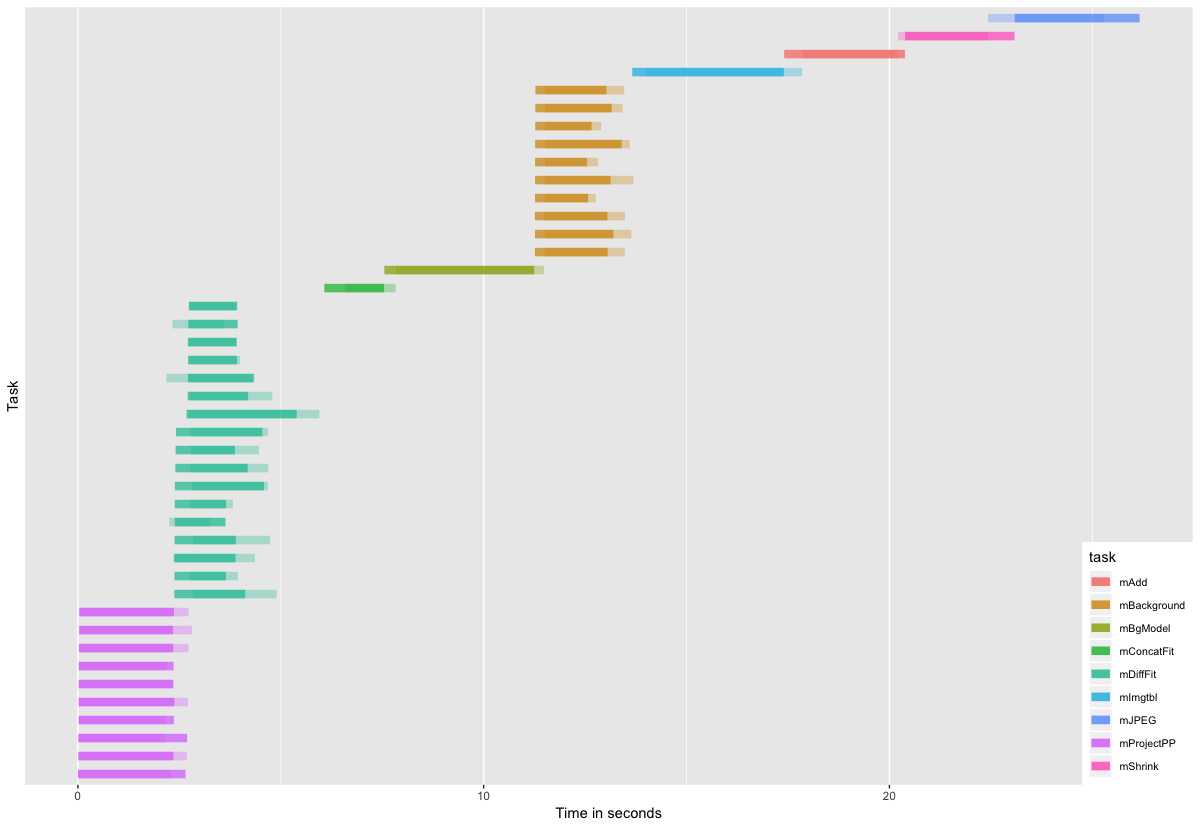 Task
0
10
20
Time in seconds
task
mAdd
mBackground
mBgModel
mConcatFit
mDiffFit
mImgtbl
mJPEG
mProjectPP
mShrink